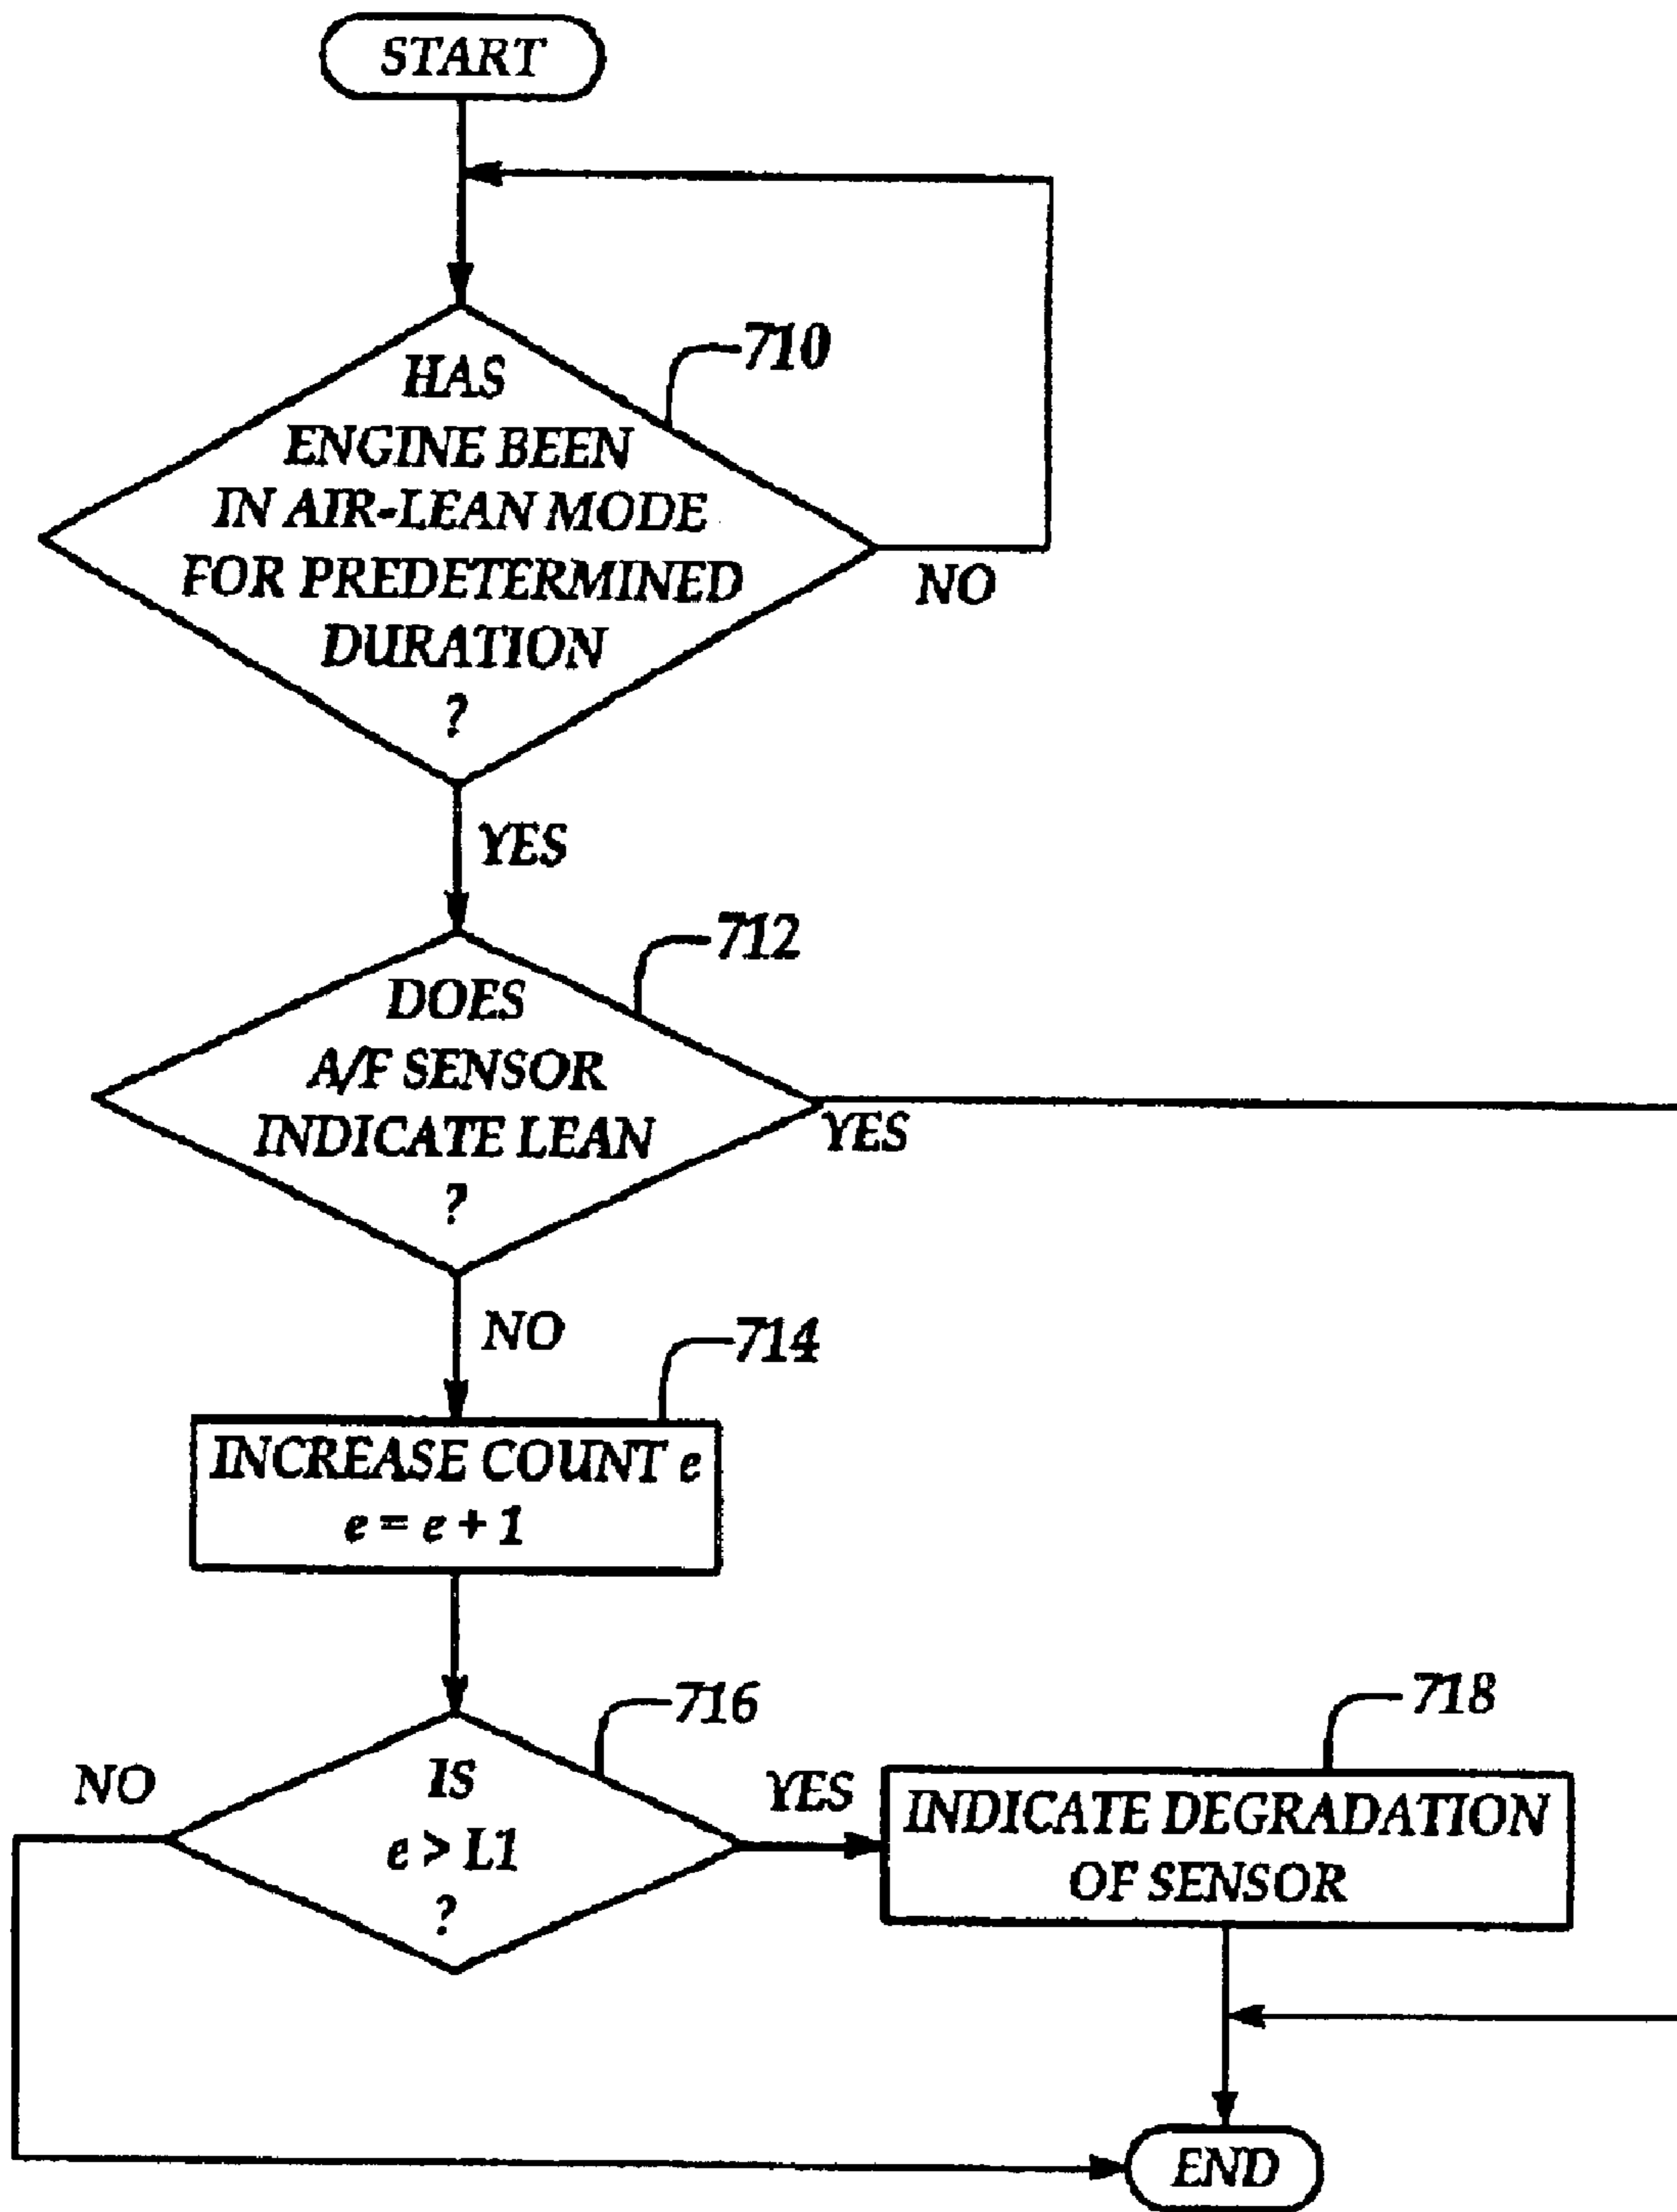 START
710
HAS
ENGINE BEEN
IN AIR-LEAN MODE
FOR PREDETERMINED
DURATION
?
NO
YES
712
DOES
A/F SENSOR
INDICATE LEAN
?
YES
NO
714
INCREASE COUNT e
e = e + 1
716
IS
e > L1
?
NO
YES
718
INDICATE DEGRADATION
OF SENSOR
END